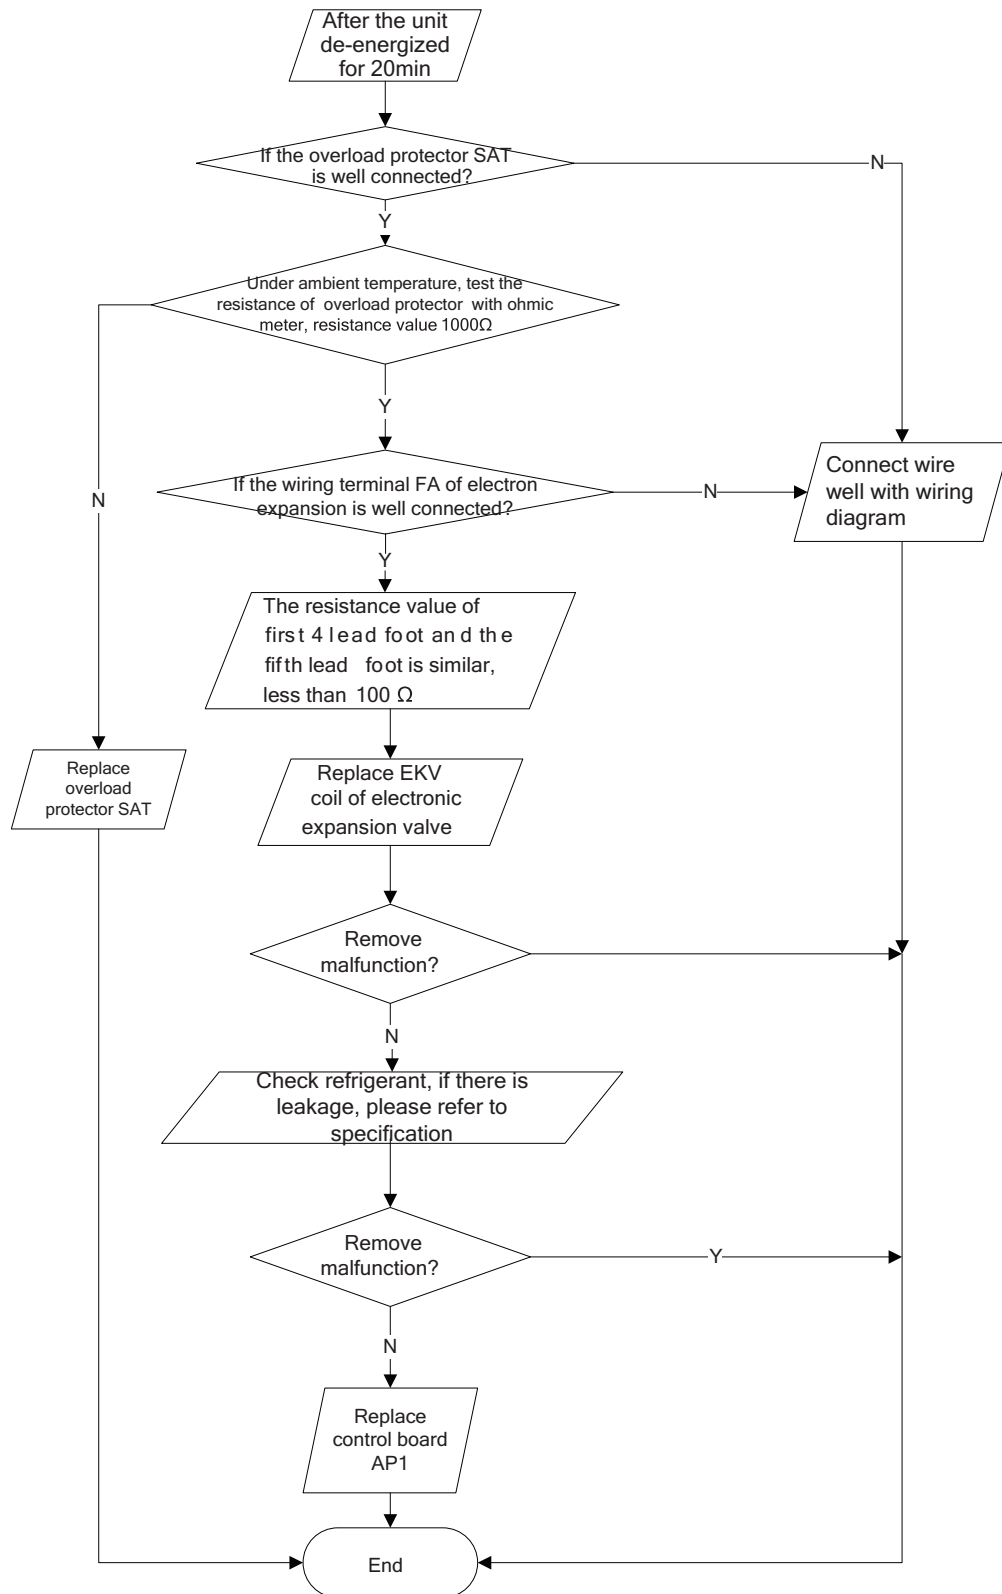 After the unit
de-energized
for 20min
If the overload protector SAT
is well connected?
N
Y
Under ambient temperature, test the
resistance of overload protector with ohmic
meter, resistance value 1000Ω
Y
N
If the wiring terminal FA of electron
expansion is well connected?
N
Connect wire
well with wiring
diagram
Y
The resistance value of
first 4 lead foot and the
fifth lead foot is similar,
less than 100 Ω
Replace
overload
protector SAT
Replace EKV
coil of electronic
expansion valve
Remove
malfunction?
N
Check refrigerant, if there is
leakage, please refer to
specification
Remove
malfunction?
Y
N
Replace
control board
AP1
End